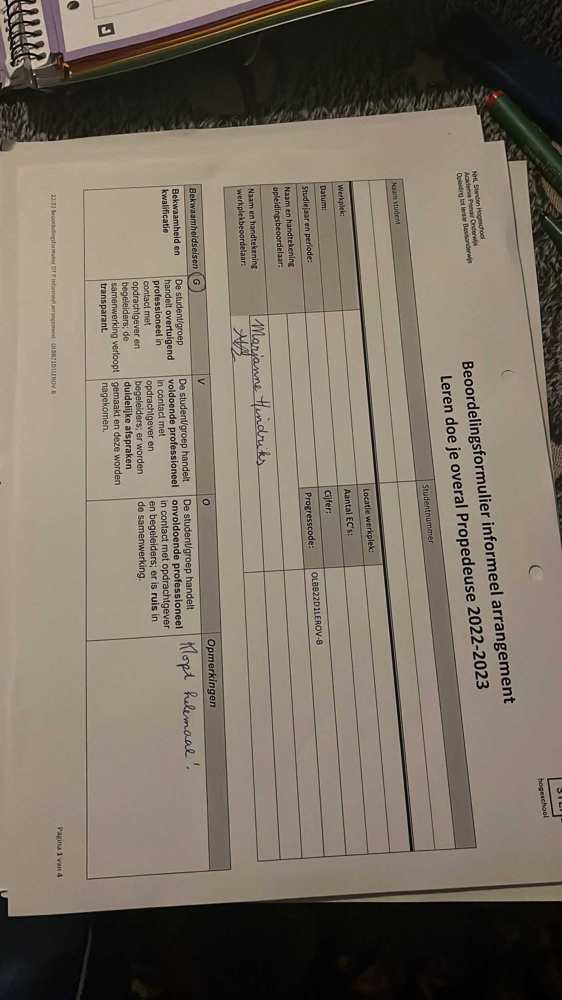 NHL Stenden Hogeschool
Academie Primair Onderwijs
Opleiding tot leraar Basisonderwijs
hogeschool
Beoordelingsformulier informeel arrangement
Leren doe je overal Propedeuse 2022-2023
Naam student
Studentnummer
Werkplek:
Locatie werkplek:
Datum:
Aantal EC's:
Studiejaar en periode:
Cijfer:
Naam en handtekening
opleidingsbeoordelaar:
Progresscode:
OLBB22D1LEROV-B
Naam en handtekening
werkplekbeoordelaar:
Marjanne Hindriks
Bekwaamheidseisen
G
V
O
Opmerkingen
Bekwaamheid en
kwalificatie
De student/groep
handelt overtuigend
professioneel in
contact met
opdrachtgever en
begeleiders; de
samenwerking verloopt
transparant.
De student/groep handelt
voldoende professioneel
in contact met
opdrachtgever en
begeleiders; er worden
duidelijke afspraken
gemaakt en deze worden
nagekomen.
De student/groep handelt
onvoldoende professioneel
in contact met opdrachtgever
en begeleiders; er is ruis in
de samenwerking.
Klopt helemaal!
22-23 Beoordelingsformulier DT P Informeel arrangement OLBB21D1LEROV-B
Pagina 1 van 4